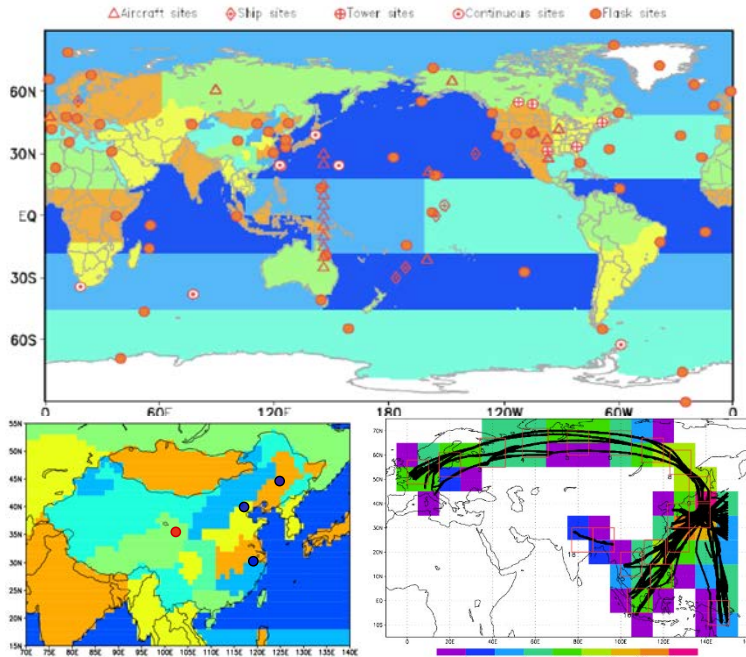 Aircraft sites Ship sites Tower sites Continuous sites Flask sites
60N
30N
EQ
30S
60S
0 60E 120E 180 120W 60W 0
55N
50N
45N
40N
35N
30N
25N
20N
15N
70E 75E 80E 85E 90E 95E 100E 105E 110E 115E 120E 125E 130E 135E 140E
70N
60N
50N
40N
30N
20N
10N
EQ
10S
0 20E 40E 60E 80E 100E 120E 140E